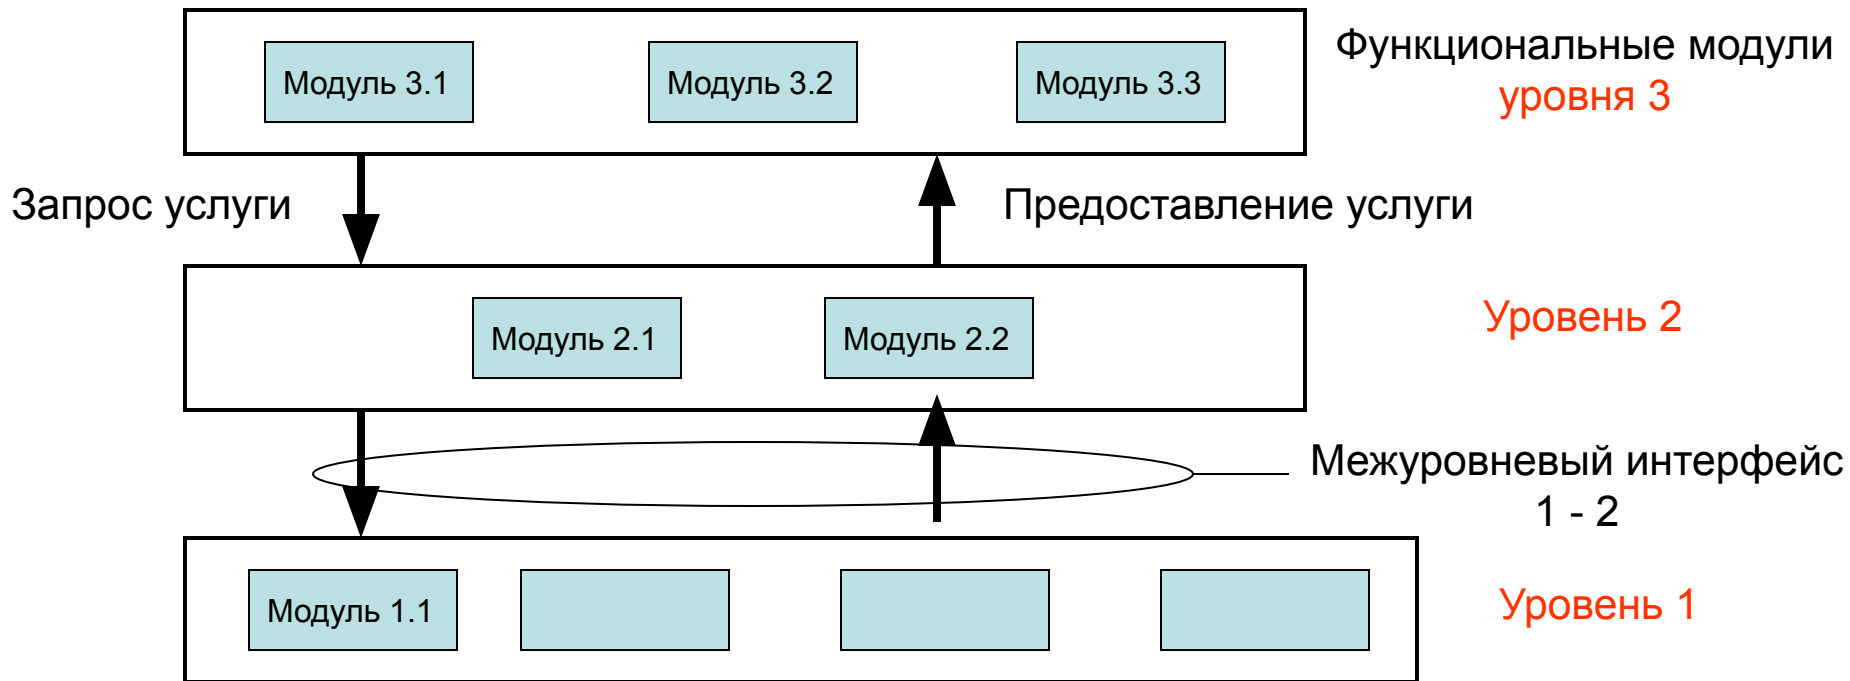 Модуль 3.1
Модуль 3.2
Модуль 3.3
Функциональные модули
уровня 3
Запрос услуги
Предоставление услуги
Модуль 2.1
Модуль 2.2
Уровень 2
Межуровневый интерфейс
1 - 2
Модуль 1.1
Уровень 1